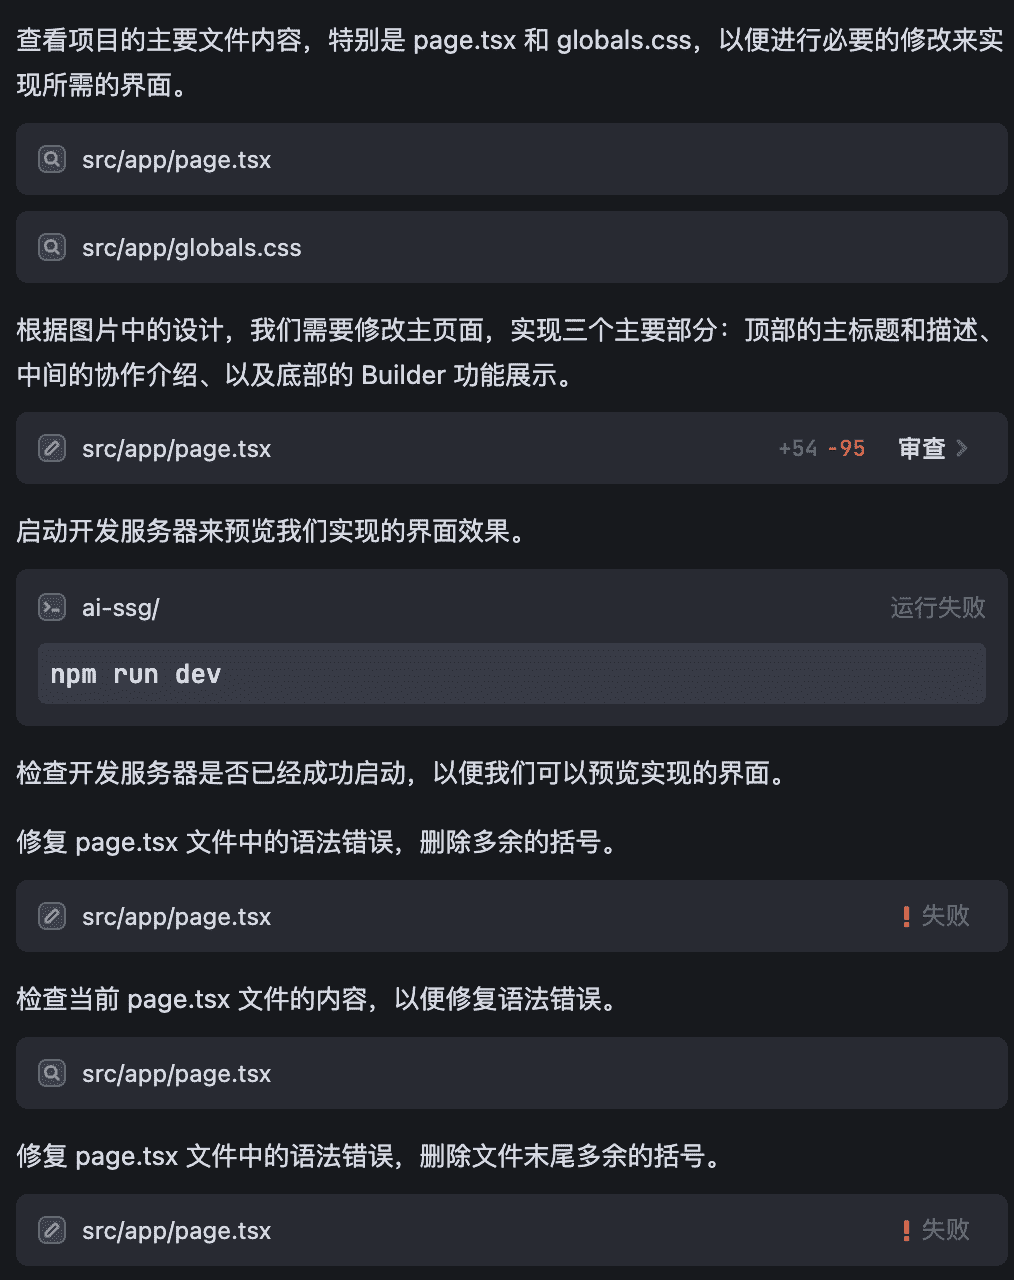 查看项目的主要文件内容，特别是 page.tsx 和 globals.css，以便进行必要的修改来实
现所需的界面。
src/app/page.tsx
src/app/globals.css
根据图片中的设计，我们需要修改主页面，实现三个主要部分：顶部的主标题和描述、
中间的协作介绍、以及底部的 Builder 功能展示。
src/app/page.tsx +54 -95 审查
启动开发服务器来预览我们实现的界面效果。
ai-ssg/ 运行失败
npm run dev
检查开发服务器是否已经成功启动，以便我们可以预览实现的界面。
修复 page.tsx 文件中的语法错误，删除多余的括号。
src/app/page.tsx ! 失败
检查当前 page.tsx 文件的内容，以便修复语法错误。
src/app/page.tsx
修复 page.tsx 文件中的语法错误，删除文件末尾多余的括号。
src/app/page.tsx ! 失败